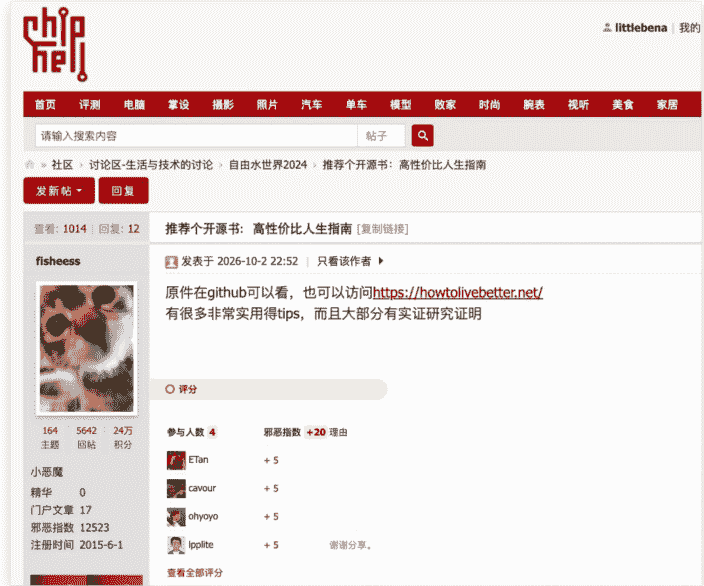 chip
hell
littlebena | 我的
首页 评测 电脑 掌设 摄影 照片 汽车 单车 模型 败家 时尚 腕表 视听 美食 家居
请输入搜索内容 帖子
» 社区 › 讨论区-生活与技术的讨论 › 自由水世界2024 › 推荐个开源书：高性价比人生指南
发新帖 回复
查看: 1014 | 回复: 12
推荐个开源书：高性价比人生指南 [复制链接]
fisheess
发表于 2026-10-2 22:52 | 只看该作者
原件在github可以看，也可以访问https://howtolivebetter.net/
有很多非常实用得tips，而且大部分有实证研究证明
评分
164 5642 24万
主题 回帖 积分
小恶魔
精华 0
门户文章 17
邪恶指数 12523
注册时间 2015-6-1
参与人数 4 邪恶指数 +20 理由
ETan + 5
cavour + 5
ohyoyo + 5
lpplite + 5 谢谢分享。
查看全部评分